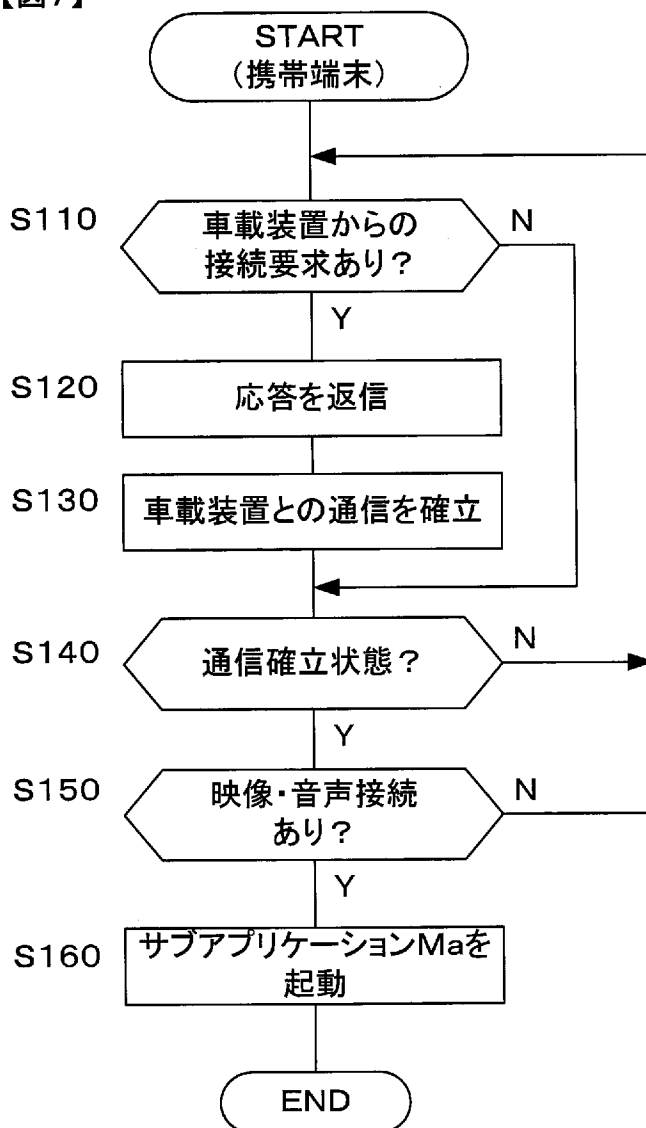 【図7】
START
(携帯端末)
S110
車載装置からの
接続要求あり？
N
Y
S120
応答を返信
S130
車載装置との通信を確立
S140
通信確立状態？
N
Y
S150
映像・音声接続
あり？
N
Y
S160
サブアプリケーションMaを
起動
END